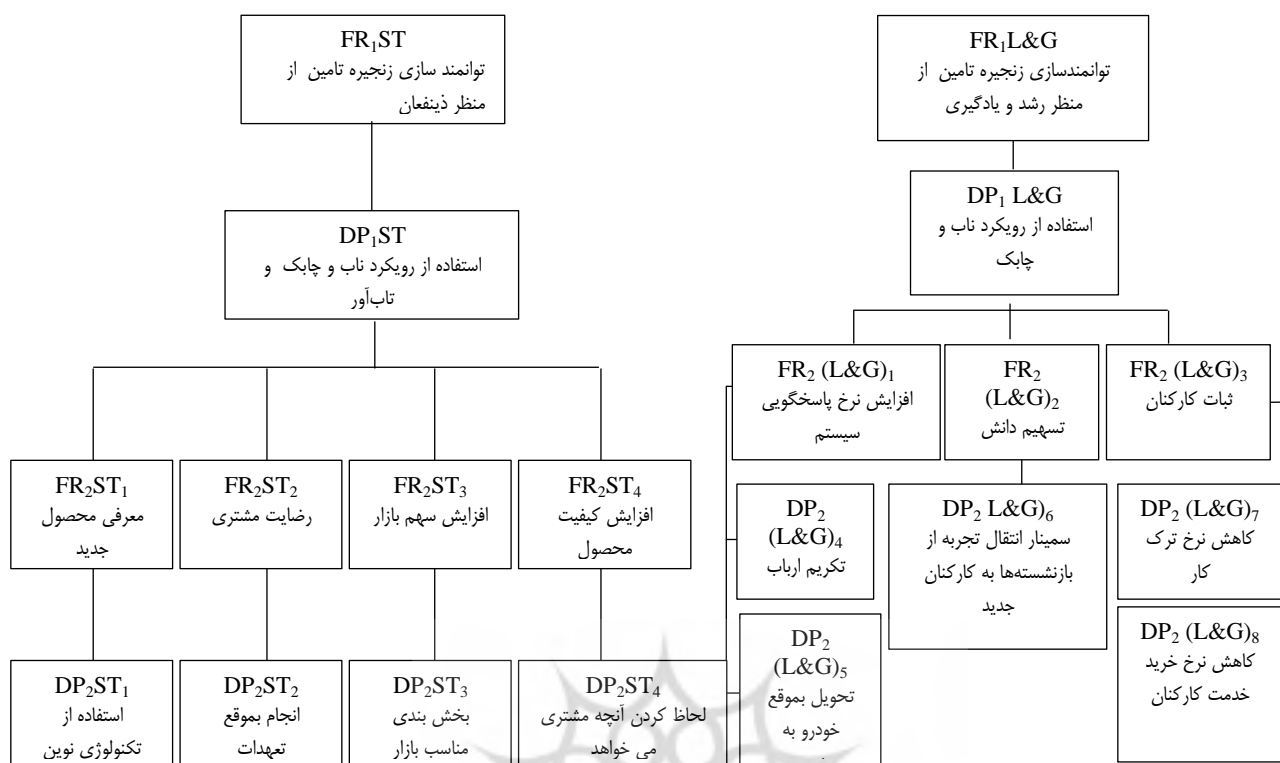 FR₁ST
توانمند سازی زنجیره تامین از
منظر ذینفعان
DP₁ST
استفاده از رویکرد ناب و چابک و
تاب‌آور
FR₂ST₁
معرفی محصول
جدید
FR₂ST₂
رضایت مشتری
FR₂ST₃
افزایش سهم بازار
FR₂ST₄
افزایش کیفیت
محصول
DP₂ST₁
استفاده از
تکنولوژی نوین
DP₂ST₂
انجام بموقع
تعهدات
DP₂ST₃
بخش بندی
مناسب بازار
DP₂ST₄
لحاظ کردن آنچه مشتری
می خواهد
FR₁L&G
توانمندسازی زنجیره تامین از
منظر رشد و یادگیری
DP₁ L&G
استفاده از رویکرد ناب و
چابک
FR₂ (L&G)₁
افزایش نرخ پاسخگویی
سیستم
FR₂
(L&G)₂
تسهیم دانش
FR₂ (L&G)₃
ثبات کارکنان
DP₂
(L&G)₄
تکریم ارباب
DP₂
(L&G)₅
تحویل بموقع
خودرو به
DP₂ L&G)₆
سمینار انتقال تجربه از
بازنشسته‌ها به کارکنان
جدید
DP₂ (L&G)₇
کاهش نرخ ترک
کار
DP₂ (L&G)₈
کاهش نرخ خرید
خدمت کارکنان